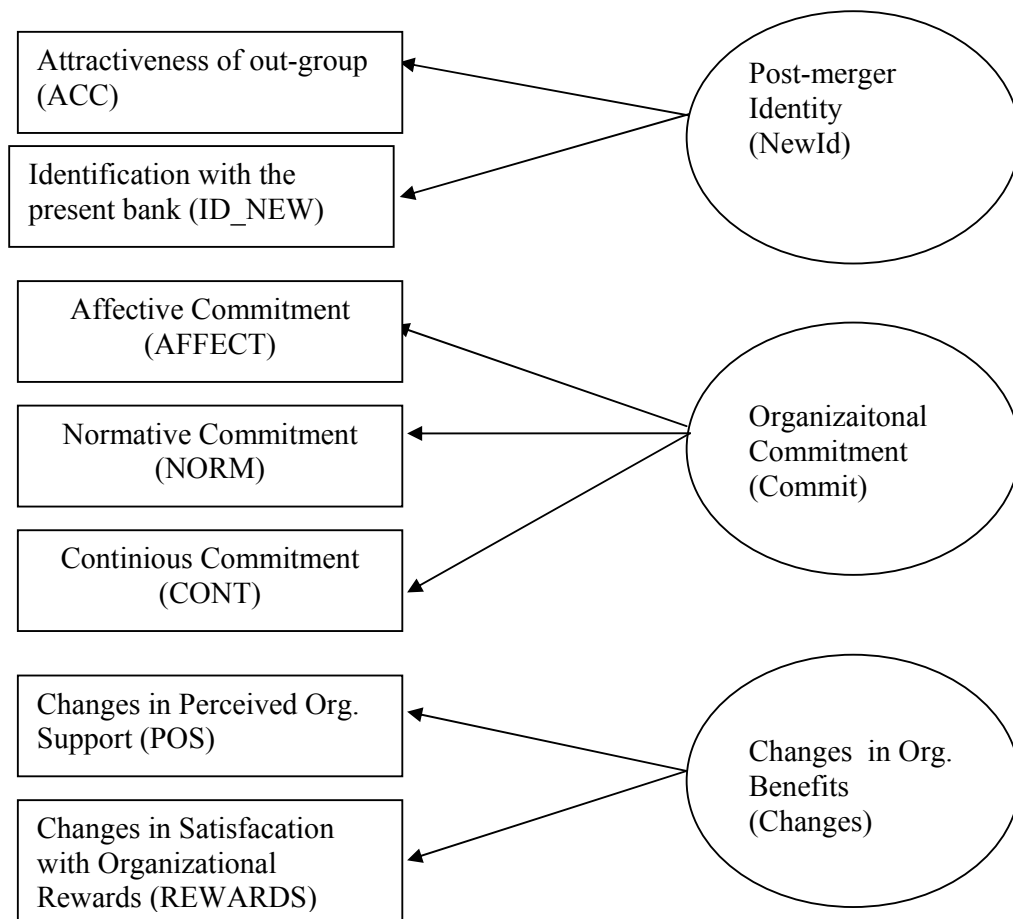 Attractiveness of out-group
(ACC)
Post-merger
Identity
(NewId)
Identification with the
present bank (ID_NEW)
Affective Commitment
(AFFECT)
Normative Commitment
(NORM)
Continious Commitment
(CONT)
Organizaitonal
Commitment
(Commit)
Changes in Perceived Org.
Support (POS)
Changes in Satisfacation
with Organizational
Rewards (REWARDS)
Changes in Org.
Benefits
(Changes)